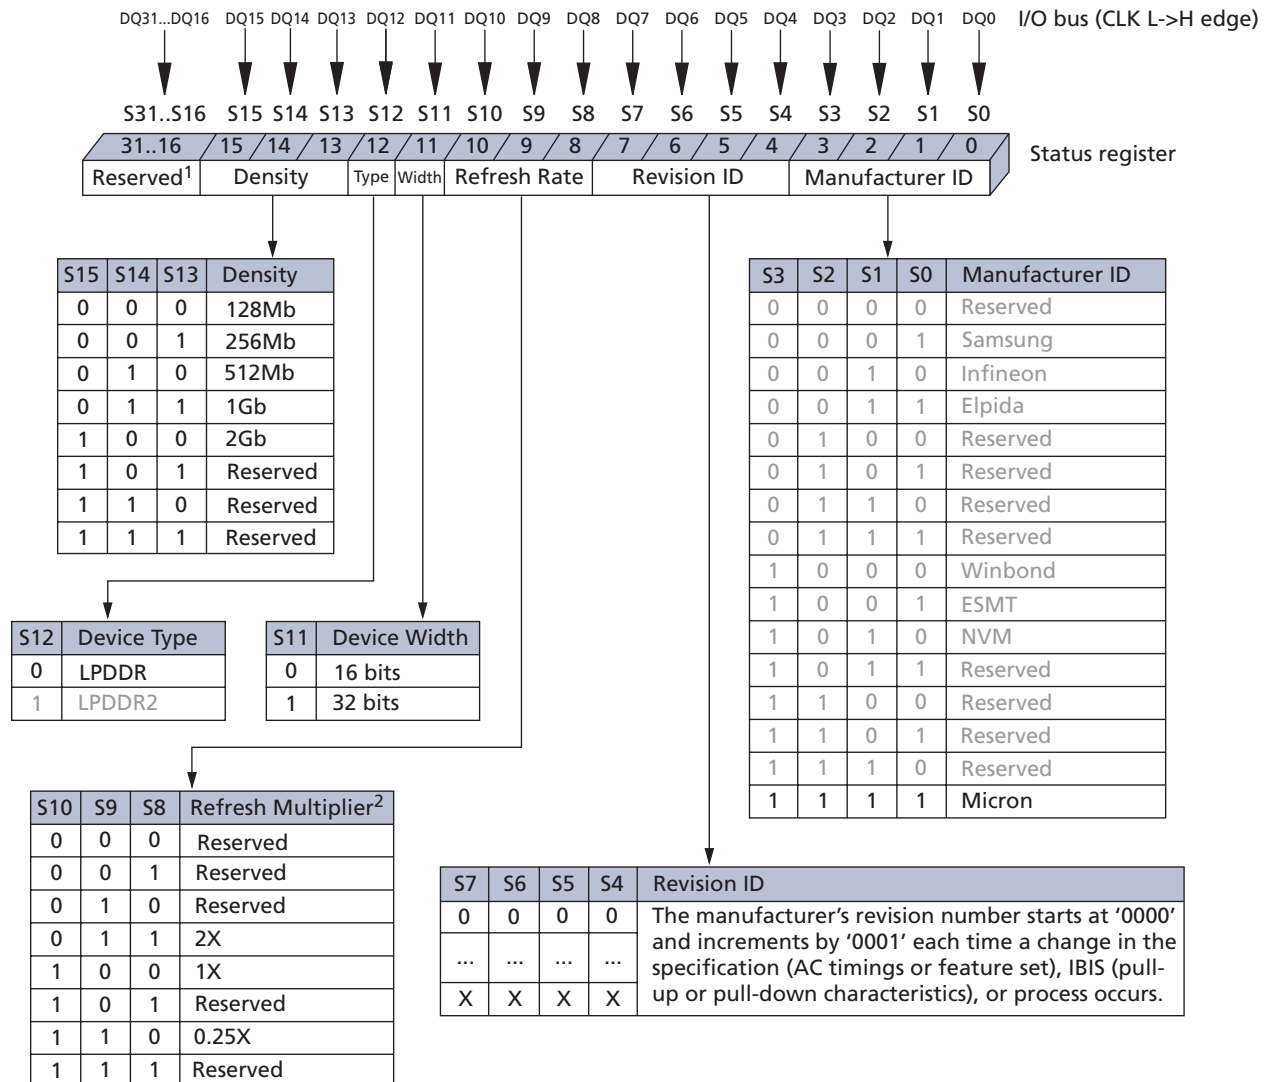 DQ31...DQ16 DQ15 DQ14 DQ13 DQ12 DQ11 DQ10 DQ9 DQ8 DQ7 DQ6 DQ5 DQ4 DQ3 DQ2 DQ1 DQ0 I/O bus (CLK L->H edge)
S31..S16 S15 S14 S13 S12 S11 S10 S9 S8 S7 S6 S5 S4 S3 S2 S1 S0
31..16 15 14 13 12 11 10 9 8 7 6 5 4 3 2 1 0 Status register
Reserved1 Density Type Width Refresh Rate Revision ID Manufacturer ID
S15 S14 S13 Density
0 0 0 128Mb
0 0 1 256Mb
0 1 0 512Mb
0 1 1 1Gb
1 0 0 2Gb
1 0 1 Reserved
1 1 0 Reserved
1 1 1 Reserved
S3 S2 S1 S0 Manufacturer ID
0 0 0 0 Reserved
0 0 0 1 Samsung
0 0 1 0 Infineon
0 0 1 1 Elpida
0 1 0 0 Reserved
0 1 0 1 Reserved
0 1 1 0 Reserved
0 1 1 1 Reserved
1 0 0 0 Winbond
1 0 0 1 ESMT
1 0 1 0 NVM
1 0 1 1 Reserved
1 1 0 0 Reserved
1 1 0 1 Reserved
1 1 1 0 Reserved
1 1 1 1 Micron
S12 Device Type
0 LPDDR
1 LPDDR2
S11 Device Width
0 16 bits
1 32 bits
S10 S9 S8 Refresh Multiplier2
0 0 0 Reserved
0 0 1 Reserved
0 1 0 Reserved
0 1 1 2X
1 0 0 1X
1 0 1 Reserved
1 1 0 0.25X
1 1 1 Reserved
S7 S6 S5 S4 Revision ID
0 0 0 0 The manufacturer's revision number starts at '0000'
and increments by '0001' each time a change in the
... ... ... ... specification (AC timings or feature set), IBIS (pull-
X X X X up or pull-down characteristics), or process occurs.